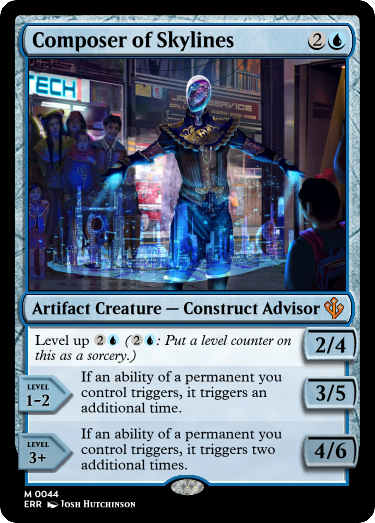 Composer of Skylines 2
TECH
SERVICE
Artifact Creature — Construct Advisor
Level up 2 (2: Put a level counter on
this as a sorcery.)
2/4
LEVEL
1-2
If an ability of a permanent you
control triggers, it triggers an
additional time.
3/5
LEVEL
3+
If an ability of a permanent you
control triggers, it triggers two
additional times.
4/6
M 0044
ERR Josh Hutchinson